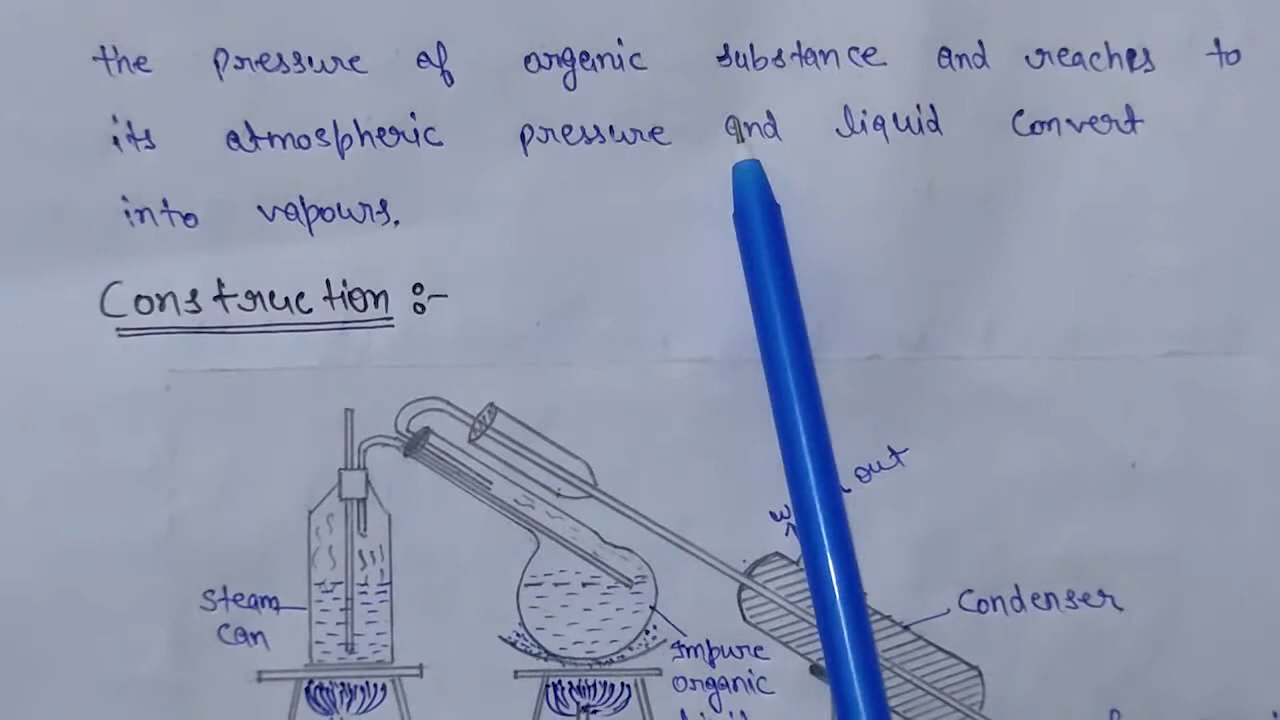 the pressure of organic substance and reaches to
its atmospheric pressure and liquid convert
into vapours.
Construction :-
out
Steam
can
Condenser
Impure
organic